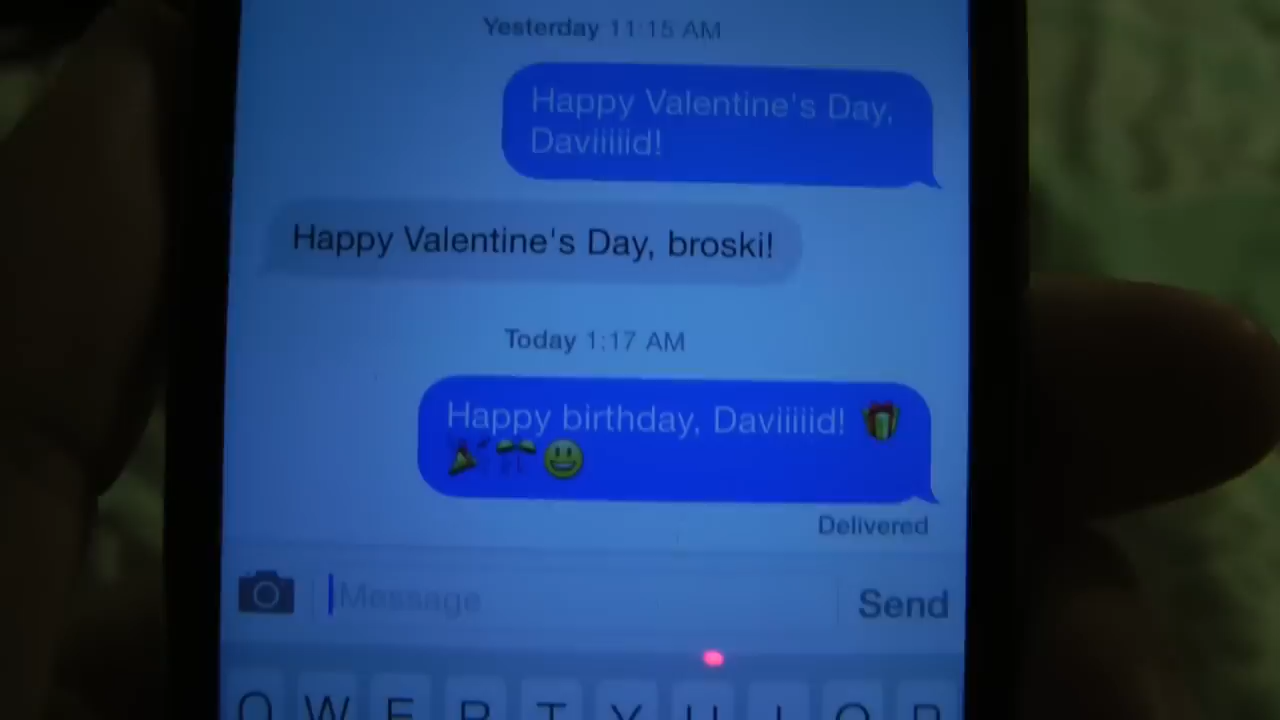 Yesterday 11:15 AM
Happy Valentine's Day,
Daviiiiid!
Happy Valentine's Day, broski!
Today 1:17 AM
Happy birthday, Daviiiiid! 🎁
🎉🎊😃
Delivered
Message
Send
Q W E R T Y U I O P